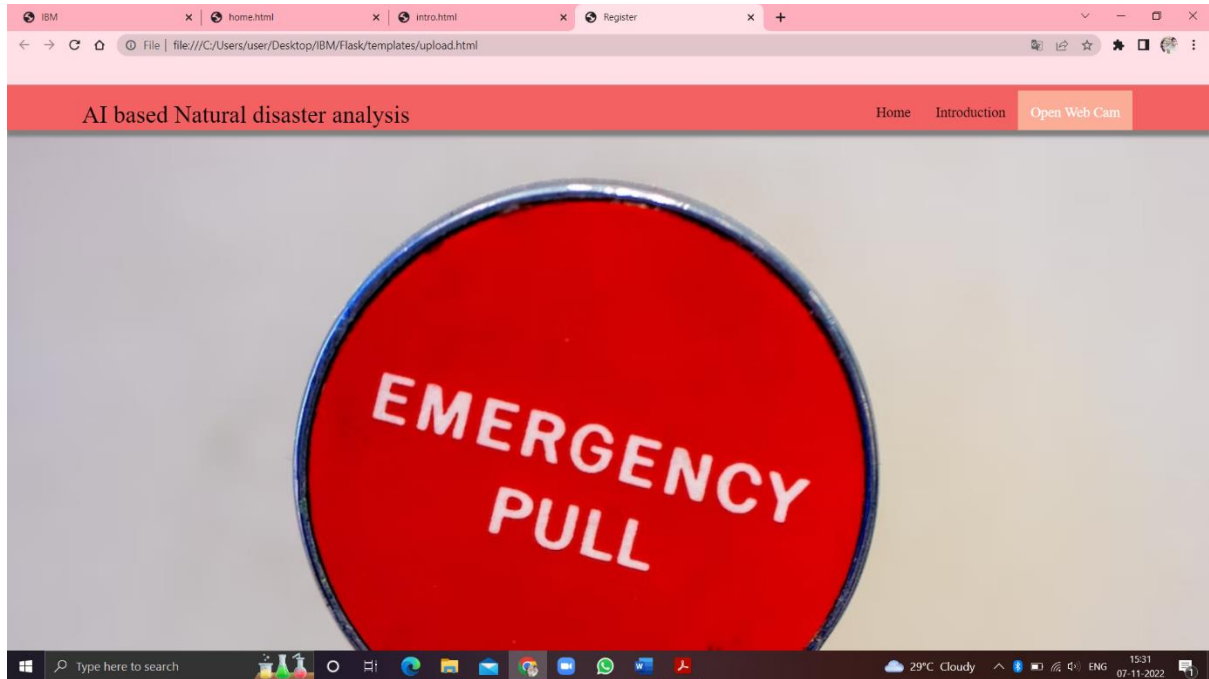 IBM
home.html
intro.html
Register
File | file:///C:/Users/user/Desktop/IBM/Flask/templates/upload.html
AI based Natural disaster analysis
Home Introduction Open Web Cam
EMERGENCY
PULL
Type here to search
29°C Cloudy
ENG
15:31
07-11-2022
1